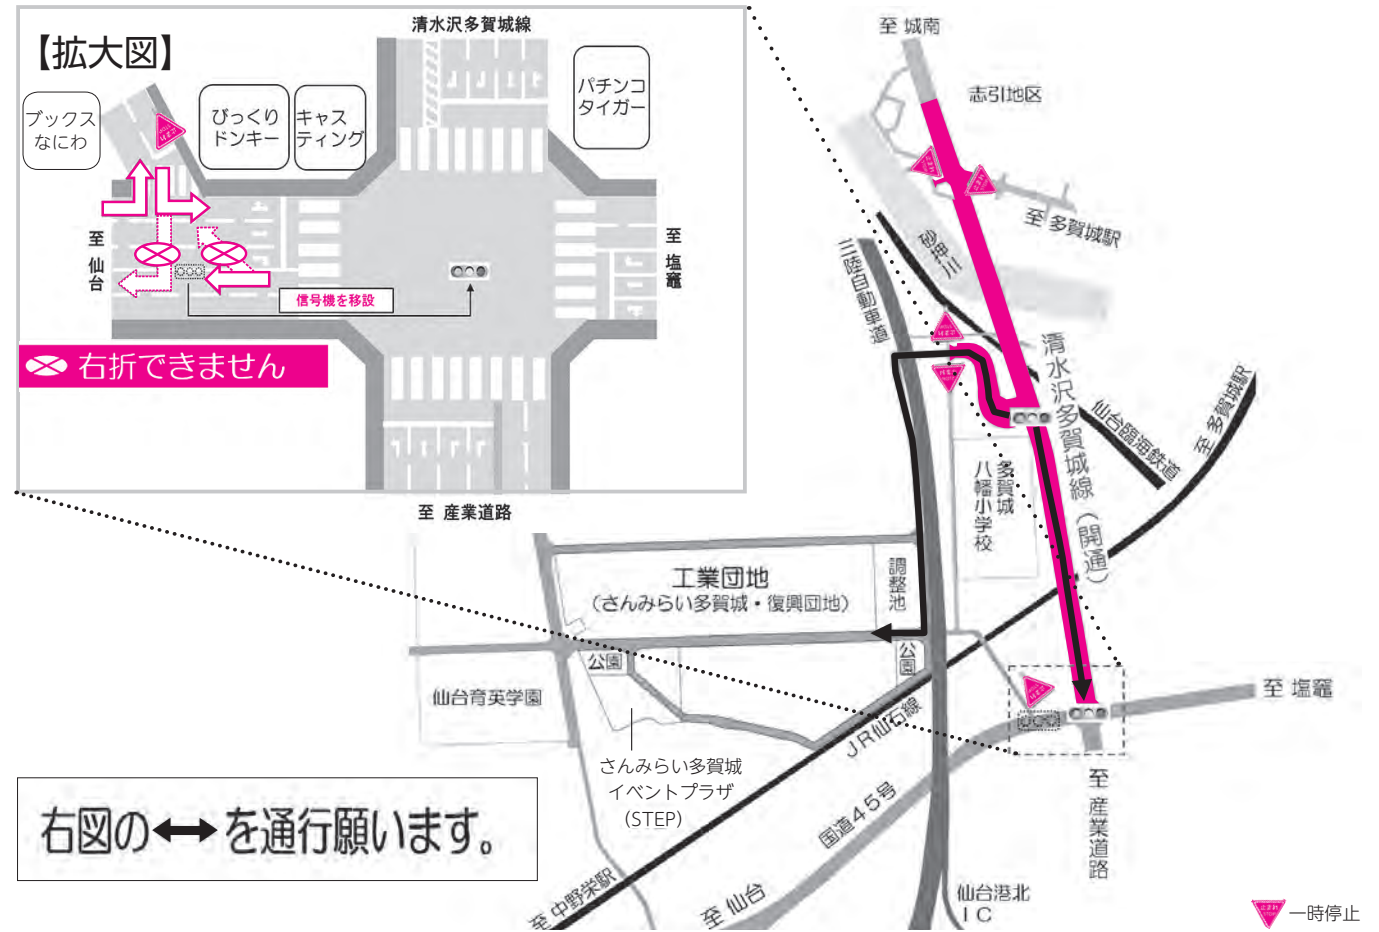 清水沢多賀城線
【拡大図】
ブックス
なにわ
びっくり
ドンキー
キャス
ティング
パチンコ
タイガー
至 仙台
至 塩竈
信号機を移設
右折できません
至 産業道路
至 城南
志引地区
至 多賀城駅
砂押川
三陸自動車道
清水沢多賀城線(開通)
仙台臨海鉄道
至 多賀城駅
多賀城
八幡小学校
工業団地
(さんみらい多賀城・復興団地)
調整池
公園
公園
仙台育英学園
さんみらい多賀城
イベントプラザ
(STEP)
JR仙石線
国道45号
至 塩竈
至 産業道路
至 中野栄駅
至 仙台
仙台港北
IC
右図の⟷を通行願います。
一時停止